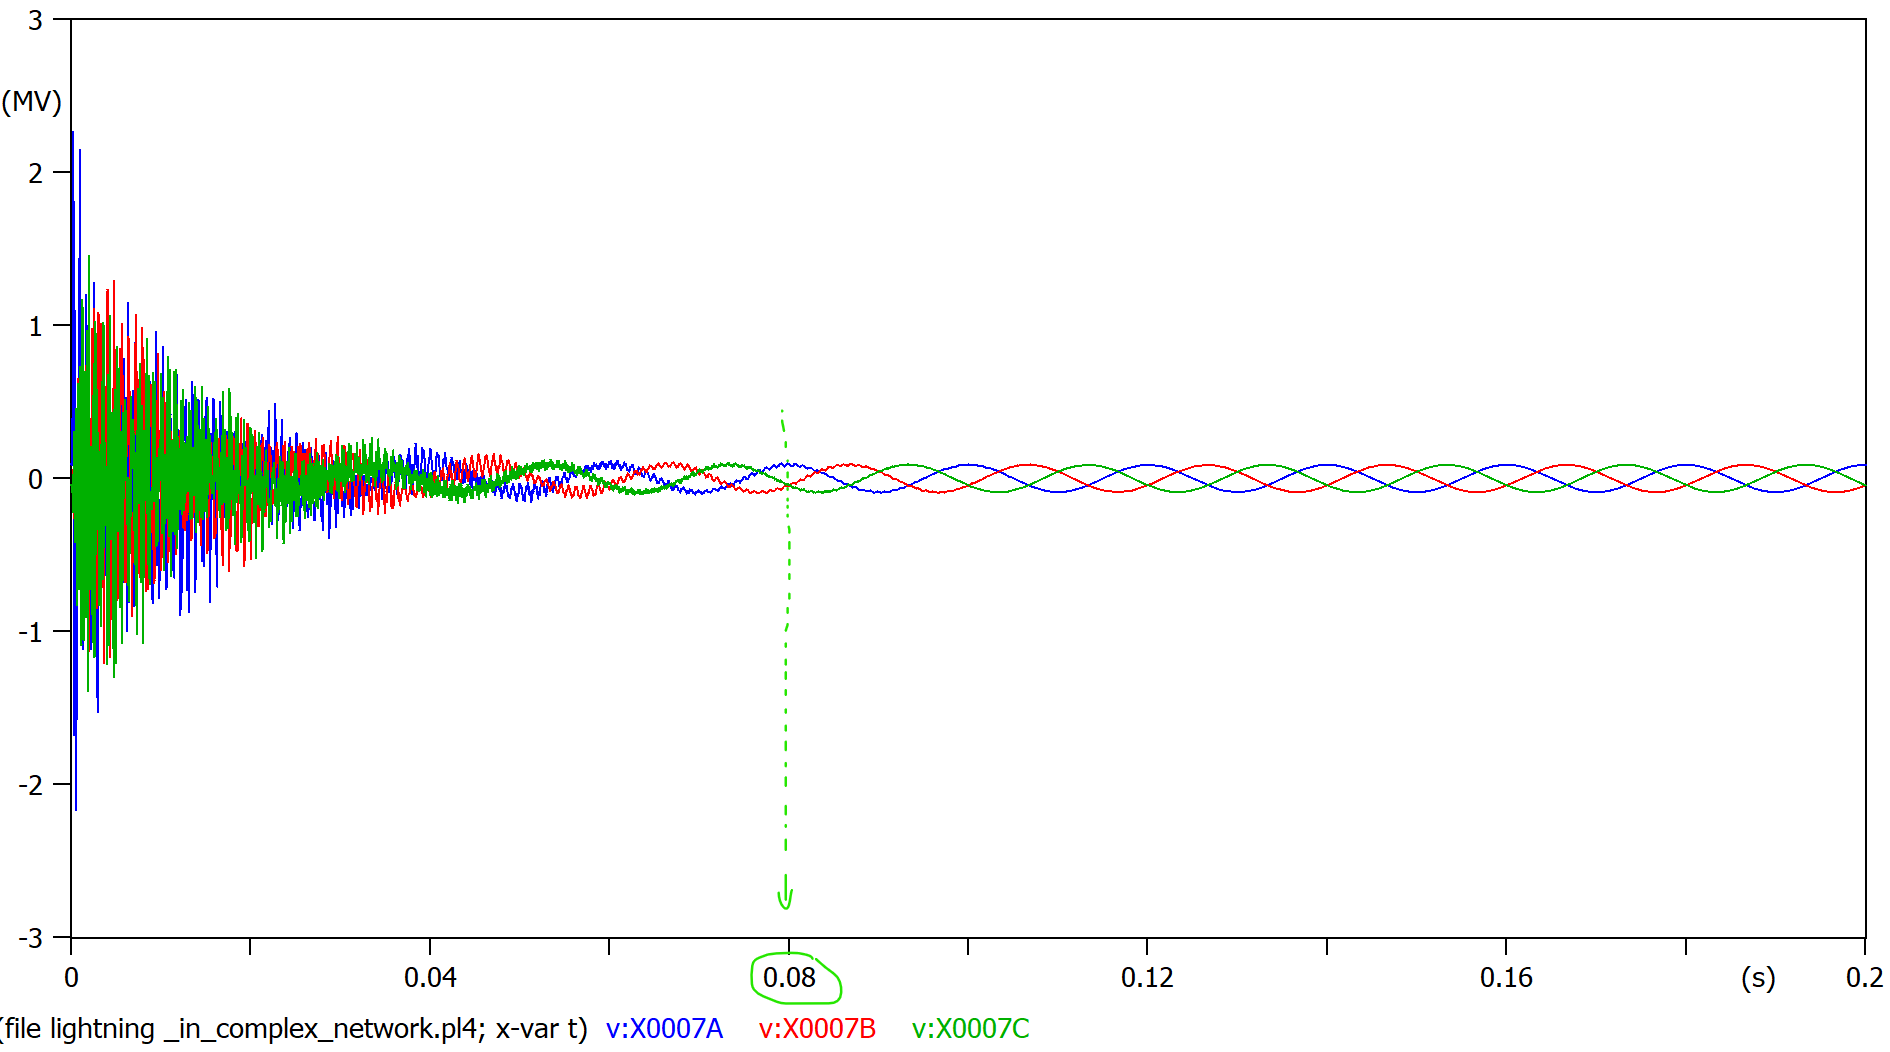 3
(MV)
2
1
0
-1
-2
-3
0 0.04 0.08 0.12 0.16 (s) 0.2
(file lightning _in_complex_network.pl4; x-var t) v:X0007A v:X0007B v:X0007C